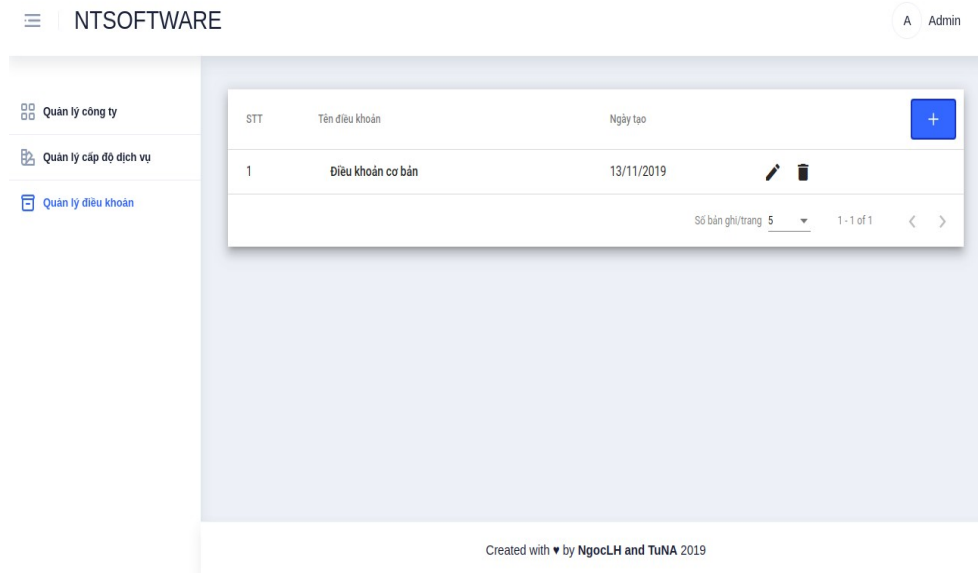 NTSOFTWARE
A Admin
Quản lý công ty
Quản lý cấp độ dịch vụ
Quản lý điều khoản
STT Tên điều khoản Ngày tạo +
1 Điều khoản cơ bản 13/11/2019
Số bản ghi/trang 5 1 - 1 of 1
Created with ♥ by NgocLH and TuNA 2019